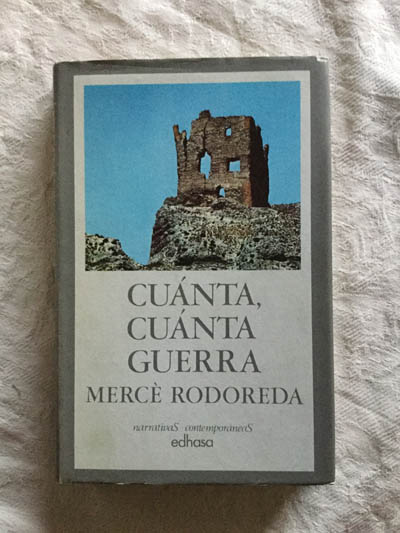 CUÁNTA,
CUÁNTA
GUERRA
MERCÈ RODOREDA
narrativaS contemporáneaS
edhasa